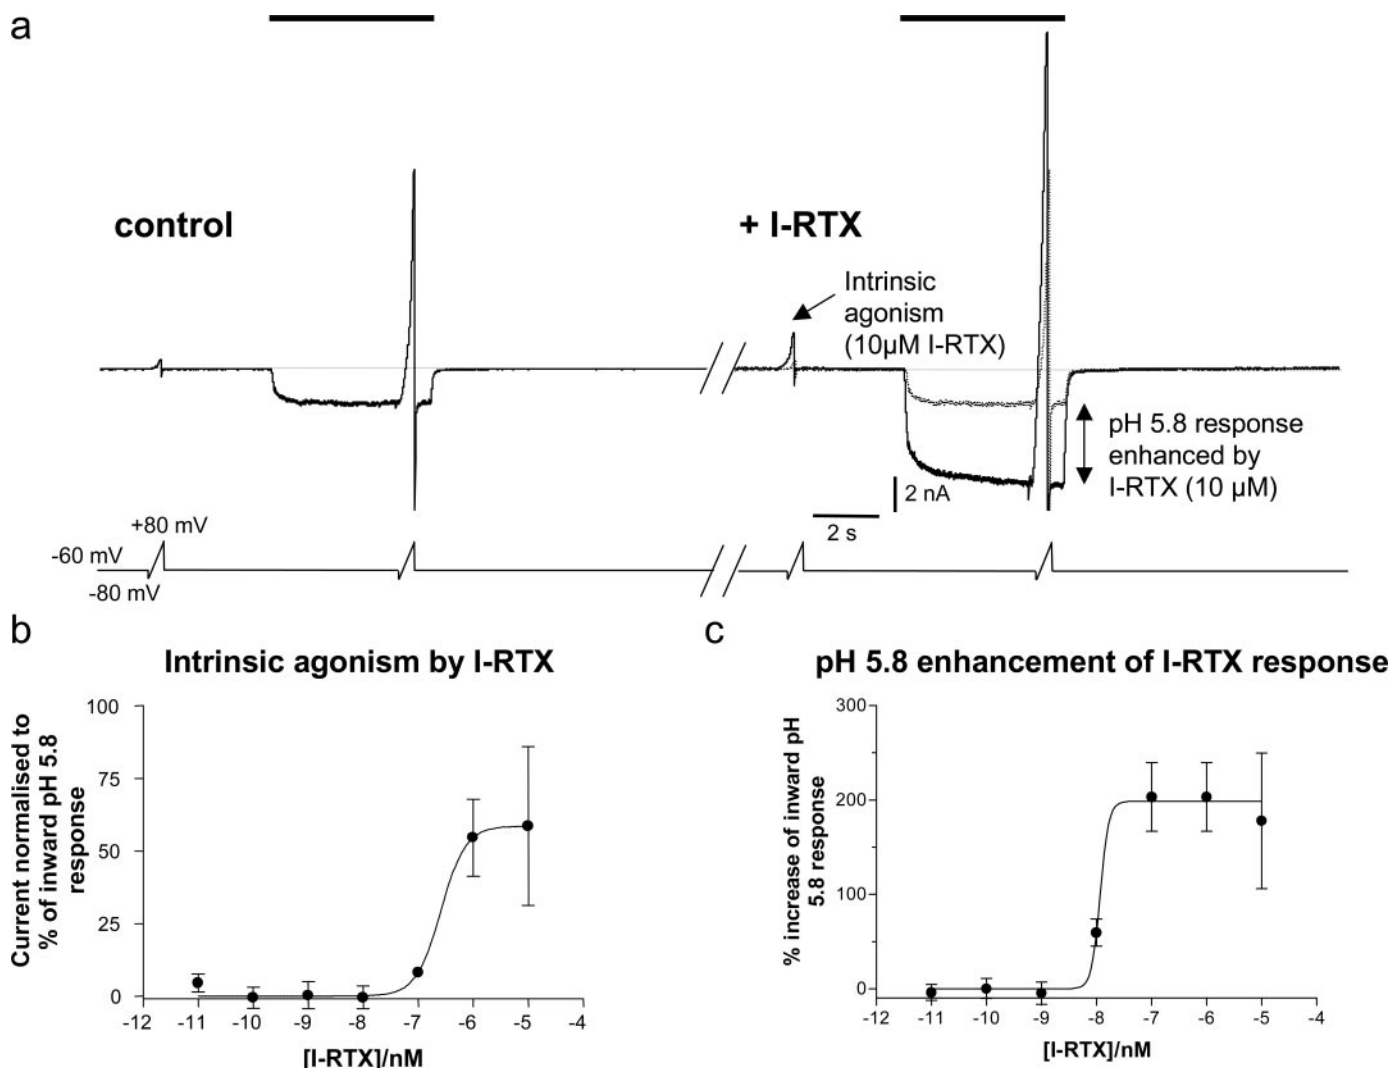 a
control
+ I-RTX
Intrinsic
agonism
(10µM I-RTX)
pH 5.8 response
enhanced by
I-RTX (10 µM)
2 nA
2 s
+80 mV
-60 mV
-80 mV
b
Intrinsic agonism by I-RTX
Current normalised to
% of inward pH 5.8
response
100
75
50
25
0
-12 -11 -10 -9 -8 -7 -6 -5 -4
[I-RTX]/nM
c
pH 5.8 enhancement of I-RTX response
% increase of inward pH
5.8 response
300
200
100
0
-12 -11 -10 -9 -8 -7 -6 -5 -4
[I-RTX]/nM